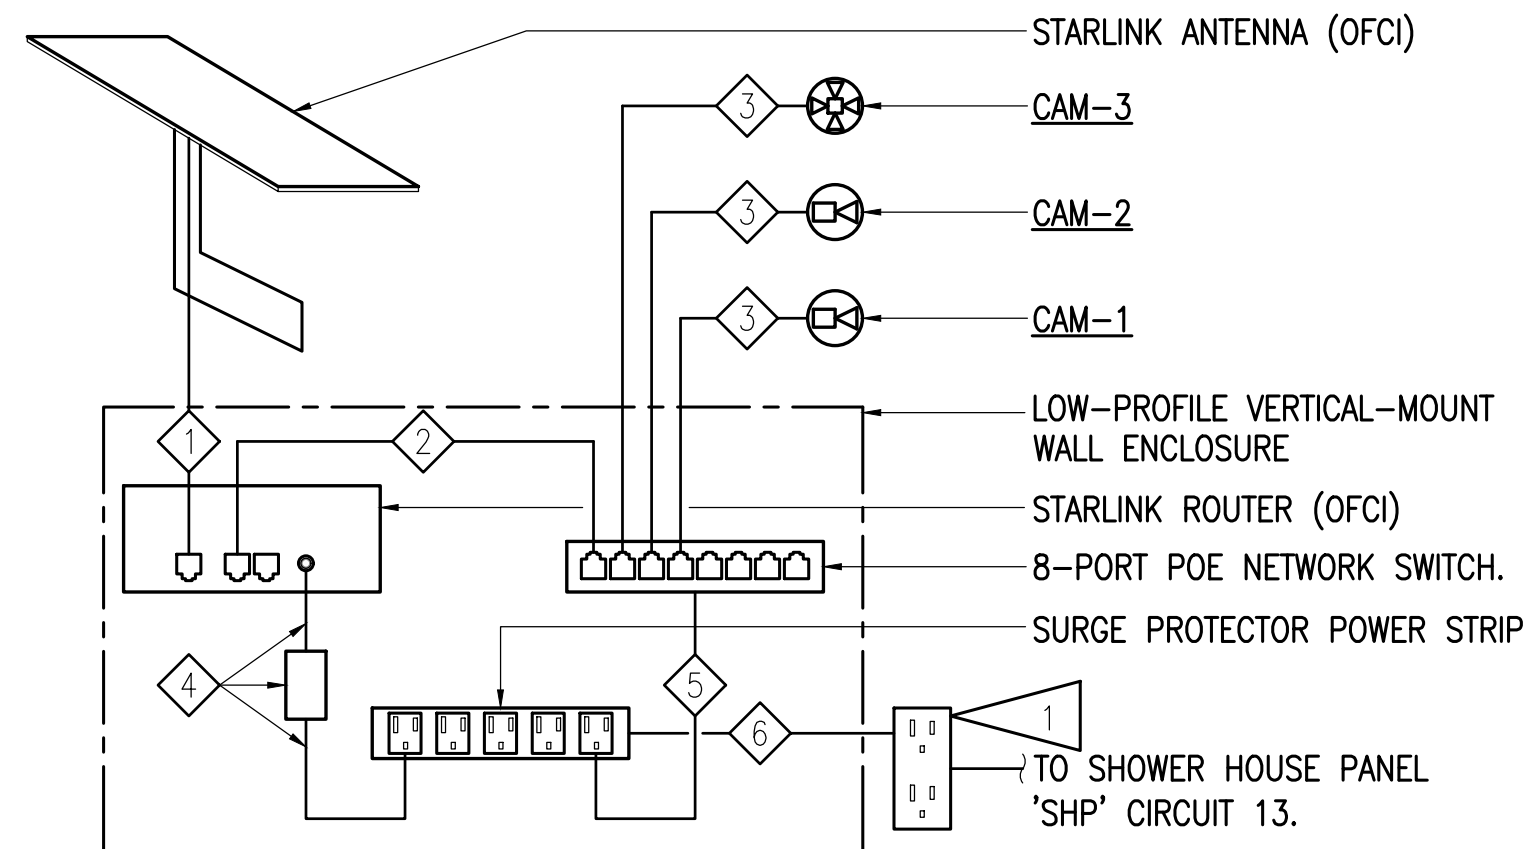 STARLINK ANTENNA (OFCI)
3
CAM-3
3
CAM-2
3
CAM-1
LOW-PROFILE VERTICAL-MOUNT
WALL ENCLOSURE
1
2
STARLINK ROUTER (OFCI)
8-PORT POE NETWORK SWITCH.
SURGE PROTECTOR POWER STRIP
4
5
6
1
TO SHOWER HOUSE PANEL
'SHP' CIRCUIT 13.